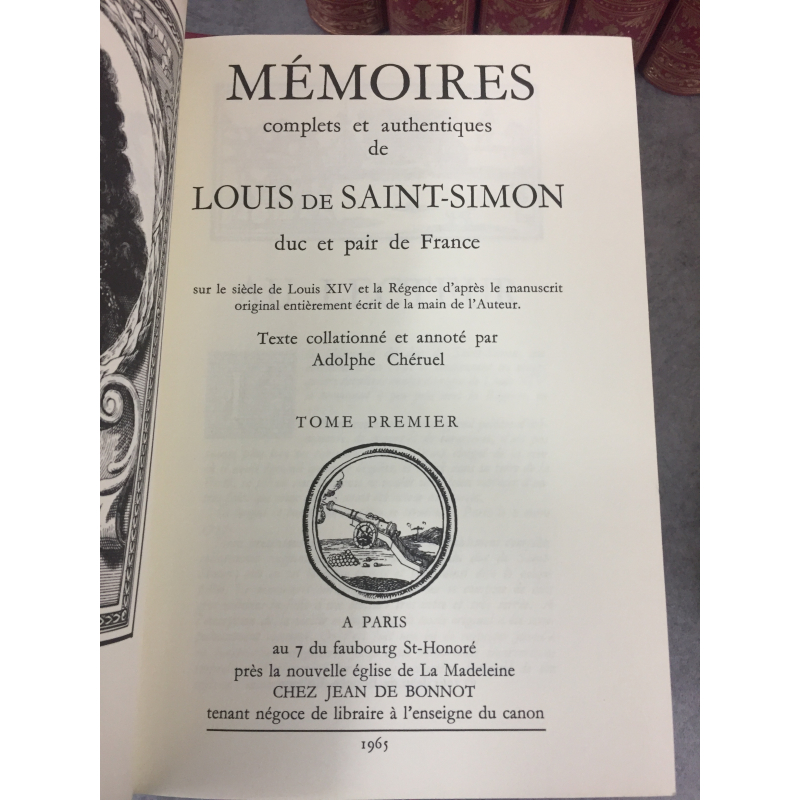 MÉMOIRES
complets et authentiques
de
LOUIS DE SAINT-SIMON
duc et pair de France
sur le siècle de Louis XIV et la Régence d'après le manuscrit
original entièrement écrit de la main de l'Auteur.
Texte collationné et annoté par
Adolphe Chéruel
TOME PREMIER
A PARIS
au 7 du faubourg St-Honoré
près la nouvelle église de La Madeleine
CHEZ JEAN DE BONNOT
tenant négoce de libraire à l'enseigne du canon
1965